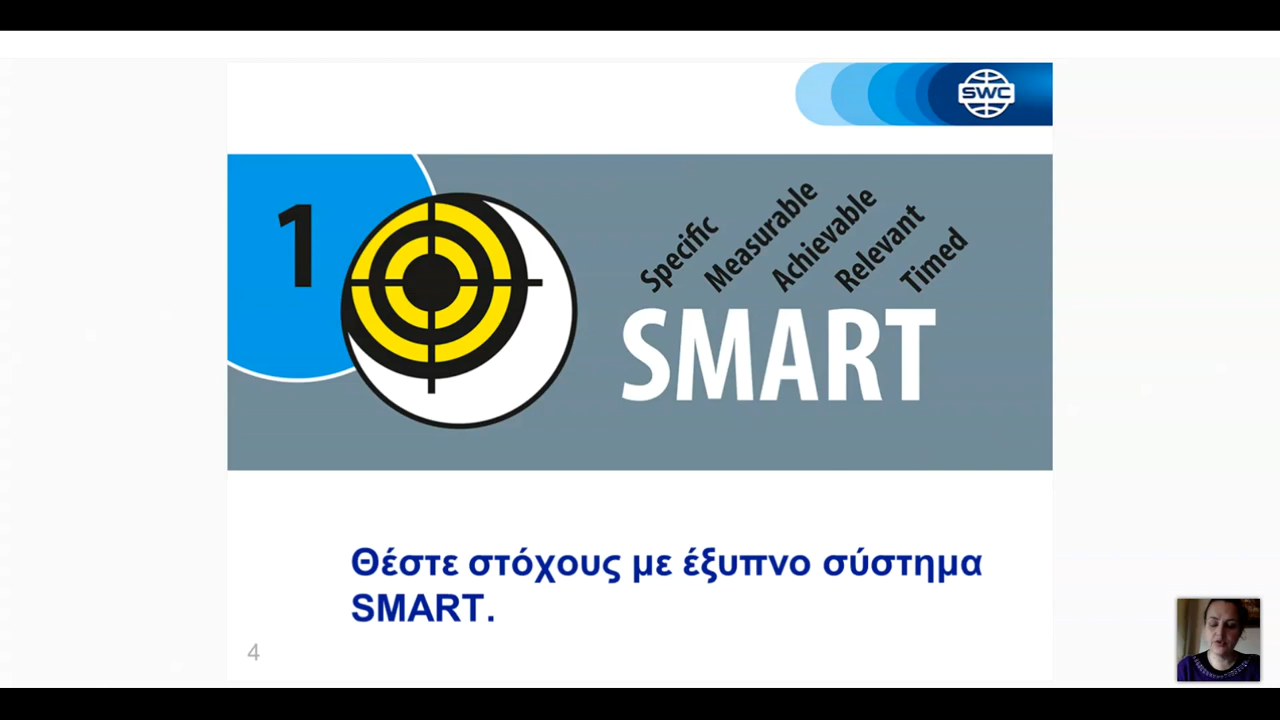 SWC
1
Specific
Measurable
Achievable
Relevant
Timed
SMART
Θέστε στόχους με έξυπνο σύστημα
SMART.
4